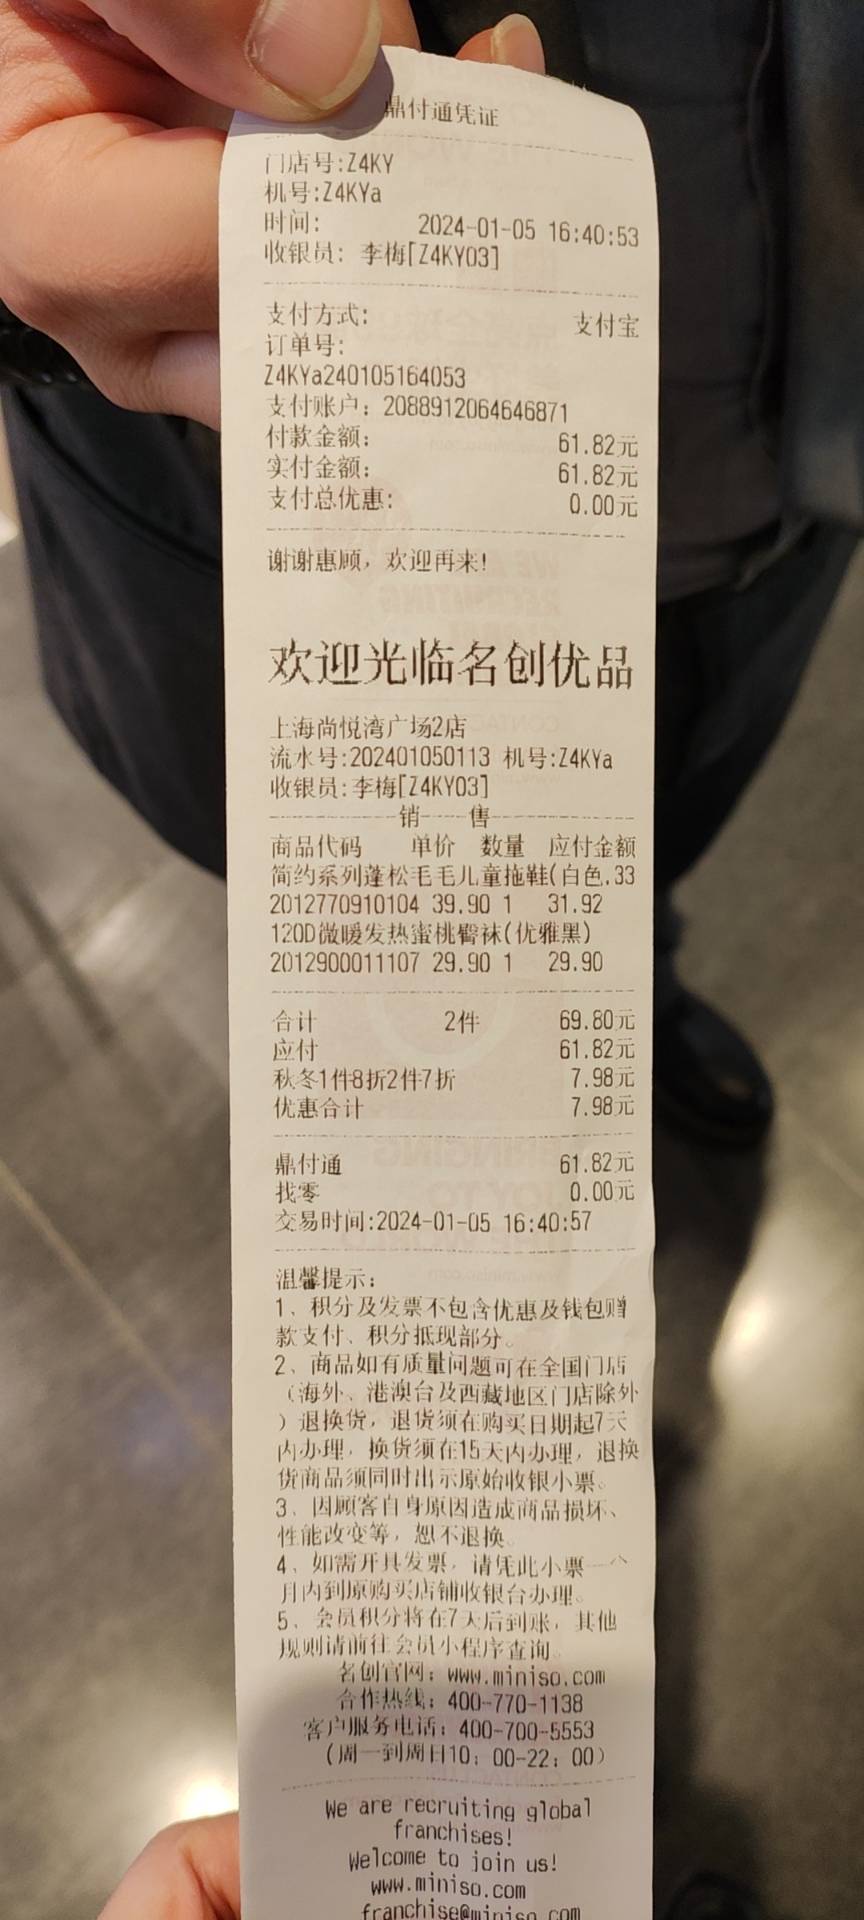 鼎付通凭证
门店号:Z4KY
机号:Z4KYa
时间: 2024-01-05 16:40:53
收银员: 李梅[Z4KY03]
支付方式: 支付宝
订单号:
Z4KYa240105164053
支付账户: 2088912064646871
付款金额: 61.82元
实付金额: 61.82元
支付总优惠: 0.00元
谢谢惠顾，欢迎再来!
欢迎光临名创优品
上海尚悦湾广场2店
流水号:202401050113 机号:Z4KYa
收银员:李梅[Z4KY03]
-----------销----售-----------
商品代码 单价 数量 应付金额
简约系列蓬松毛毛儿童拖鞋(白色,33
2012770910104 39.90 1 31.92
120D微暖发热蜜桃臀袜(优雅黑)
2012900011107 29.90 1 29.90
合计 2件 69.80元
应付 61.82元
秋冬1件8折2件7折 7.98元
优惠合计 7.98元
鼎付通 61.82元
找零 0.00元
交易时间:2024-01-05 16:40:57
温馨提示:
1、积分及发票不包含优惠及钱包赠
款支付、积分抵现部分。
2、商品如有质量问题可在全国门店
（海外、港澳台及西藏地区门店除外
）退换货，退货须在购买日期起7天
内办理，换货须在15天内办理，退换
货商品须同时出示原始收银小票。
3、因顾客自身原因造成商品损坏、
性能改变等，恕不退换。
4、如需开具发票，请凭此小票一个
月内到原购买店铺收银台办理。
5、会员积分将在7天后到账，其他
规则请前往会员小程序查询。
名创官网: www.miniso.com
合作热线: 400-770-1138
客户服务电话: 400-700-5553
(周一到周日10：00-22：00)
We are recruiting global
franchises!
Welcome to join us!
www.miniso.com
franchise@miniso.com